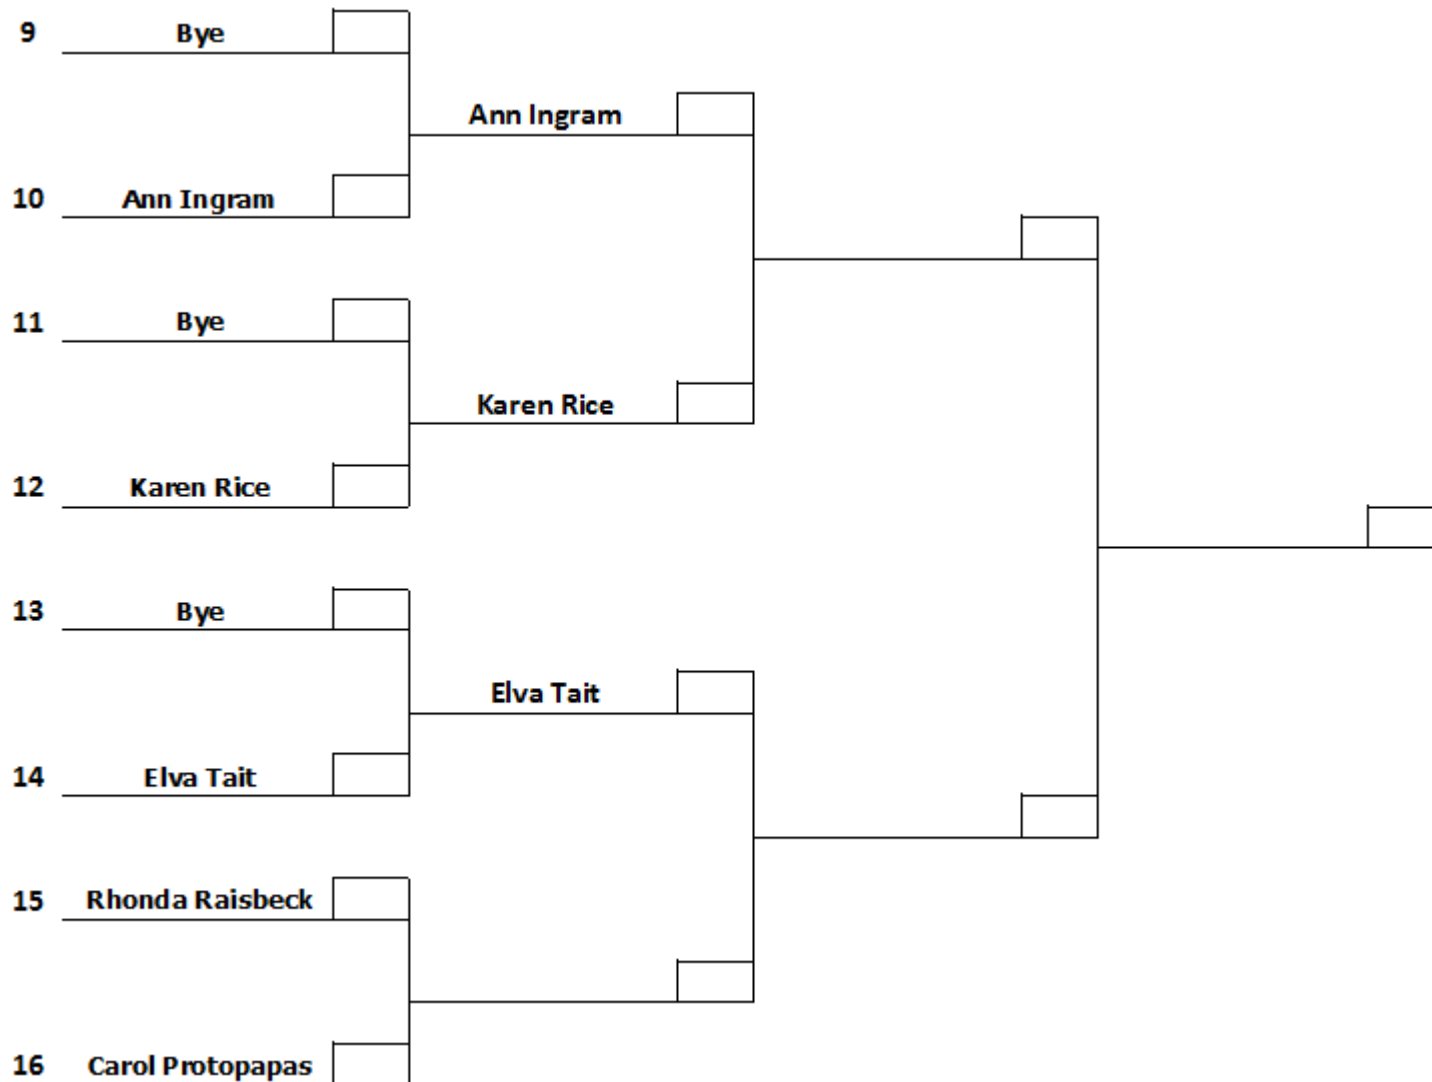 9 Bye
Ann Ingram
10 Ann Ingram
11 Bye
Karen Rice
12 Karen Rice
13 Bye
Elva Tait
14 Elva Tait
15 Rhonda Raisbeck
16 Carol Protopapas